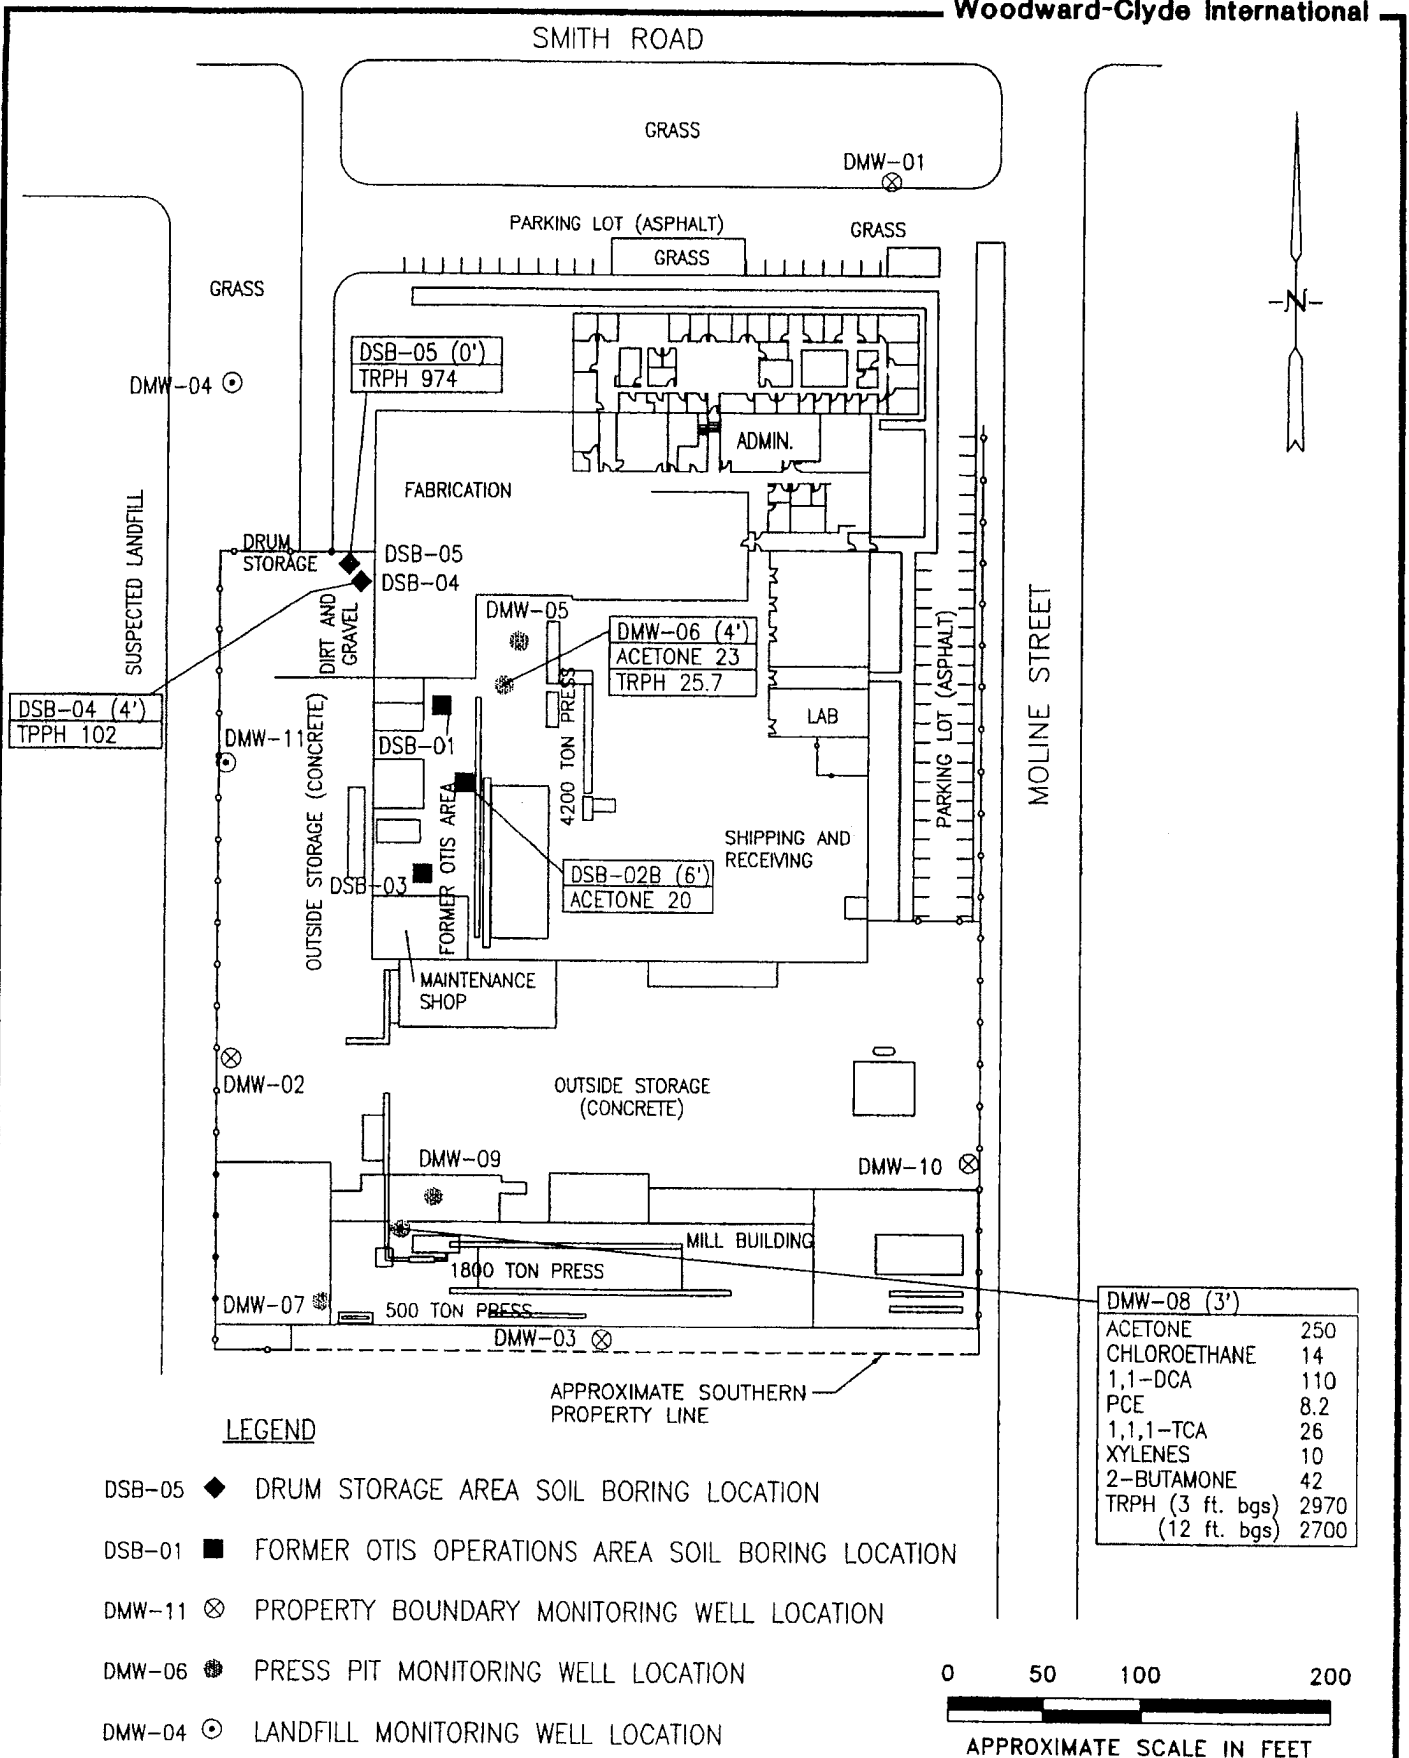 Woodward-Clyde International
SMITH ROAD
GRASS
DMW-01
PARKING LOT (ASPHALT)
GRASS
GRASS
GRASS
N
DSB-05 (0')
TRPH 974
DMW-04
ADMIN.
FABRICATION
SUSPECTED LANDFILL
DRUM
STORAGE
DSB-05
DSB-04
DIRT AND
GRAVEL
DMW-05
DMW-06 (4')
ACETONE 23
TRPH 25.7
MOLINE STREET
PARKING LOT (ASPHALT)
DSB-04 (4')
TPPH 102
DMW-11
OUTSIDE STORAGE (CONCRETE)
DSB-01
4200 TON PRESS
LAB
FORMER OTIS AREA
SHIPPING AND
RECEIVING
DSB-03
DSB-02B (6')
ACETONE 20
MAINTENANCE
SHOP
DMW-02
OUTSIDE STORAGE
(CONCRETE)
DMW-09
DMW-10
MILL BUILDING
1800 TON PRESS
DMW-07
500 TON PRESS
DMW-03
DMW-08 (3')
ACETONE 250
CHLOROETHANE 14
1,1-DCA 110
PCE 8.2
1,1,1-TCA 26
XYLENES 10
2-BUTAMONE 42
TRPH (3 ft. bgs) 2970
(12 ft. bgs) 2700
APPROXIMATE SOUTHERN
PROPERTY LINE
LEGEND
DSB-05 DRUM STORAGE AREA SOIL BORING LOCATION
DSB-01 FORMER OTIS OPERATIONS AREA SOIL BORING LOCATION
DMW-11 PROPERTY BOUNDARY MONITORING WELL LOCATION
DMW-06 PRESS PIT MONITORING WELL LOCATION
DMW-04 LANDFILL MONITORING WELL LOCATION
0 50 100 200
APPROXIMATE SCALE IN FEET